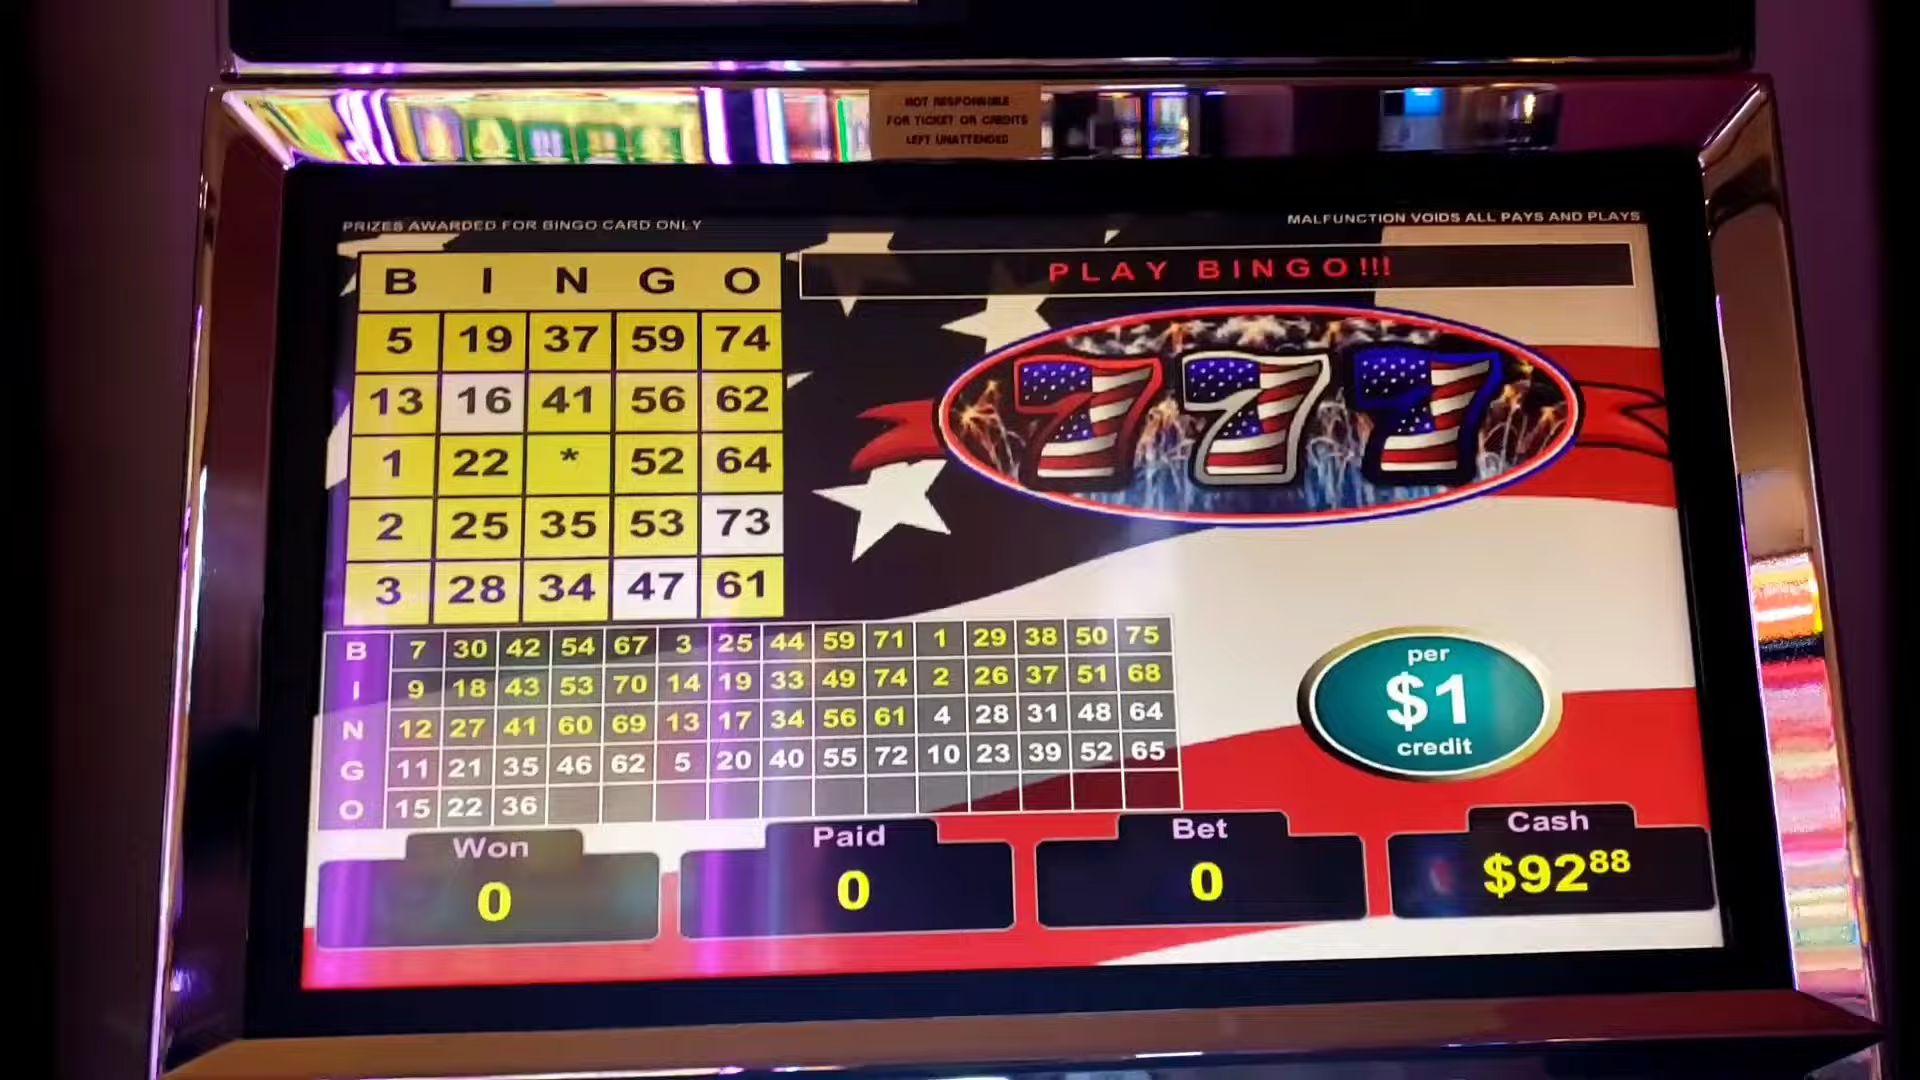 NOT RESPONSIBLE
FOR TICKET OR CREDITS
LEFT UNATTENDED
PRIZES AWARDED FOR BINGO CARD ONLY
MALFUNCTION VOIDS ALL PAYS AND PLAYS
PLAY BINGO!!!
B I N G O
5 19 37 59 74
13 16 41 56 62
1 22 * 52 64
2 25 35 53 73
3 28 34 47 61
777
B 7 30 42 54 67 3 25 44 59 71 1 29 38 50 75
I 9 18 43 53 70 14 19 33 49 74 2 26 37 51 68
N 12 27 41 60 69 13 17 34 56 61 4 28 31 48 64
G 11 21 35 46 62 5 20 40 55 72 10 23 39 52 65
O 15 22 36
per
$1
credit
Won
0
Paid
0
Bet
0
Cash
$92 88